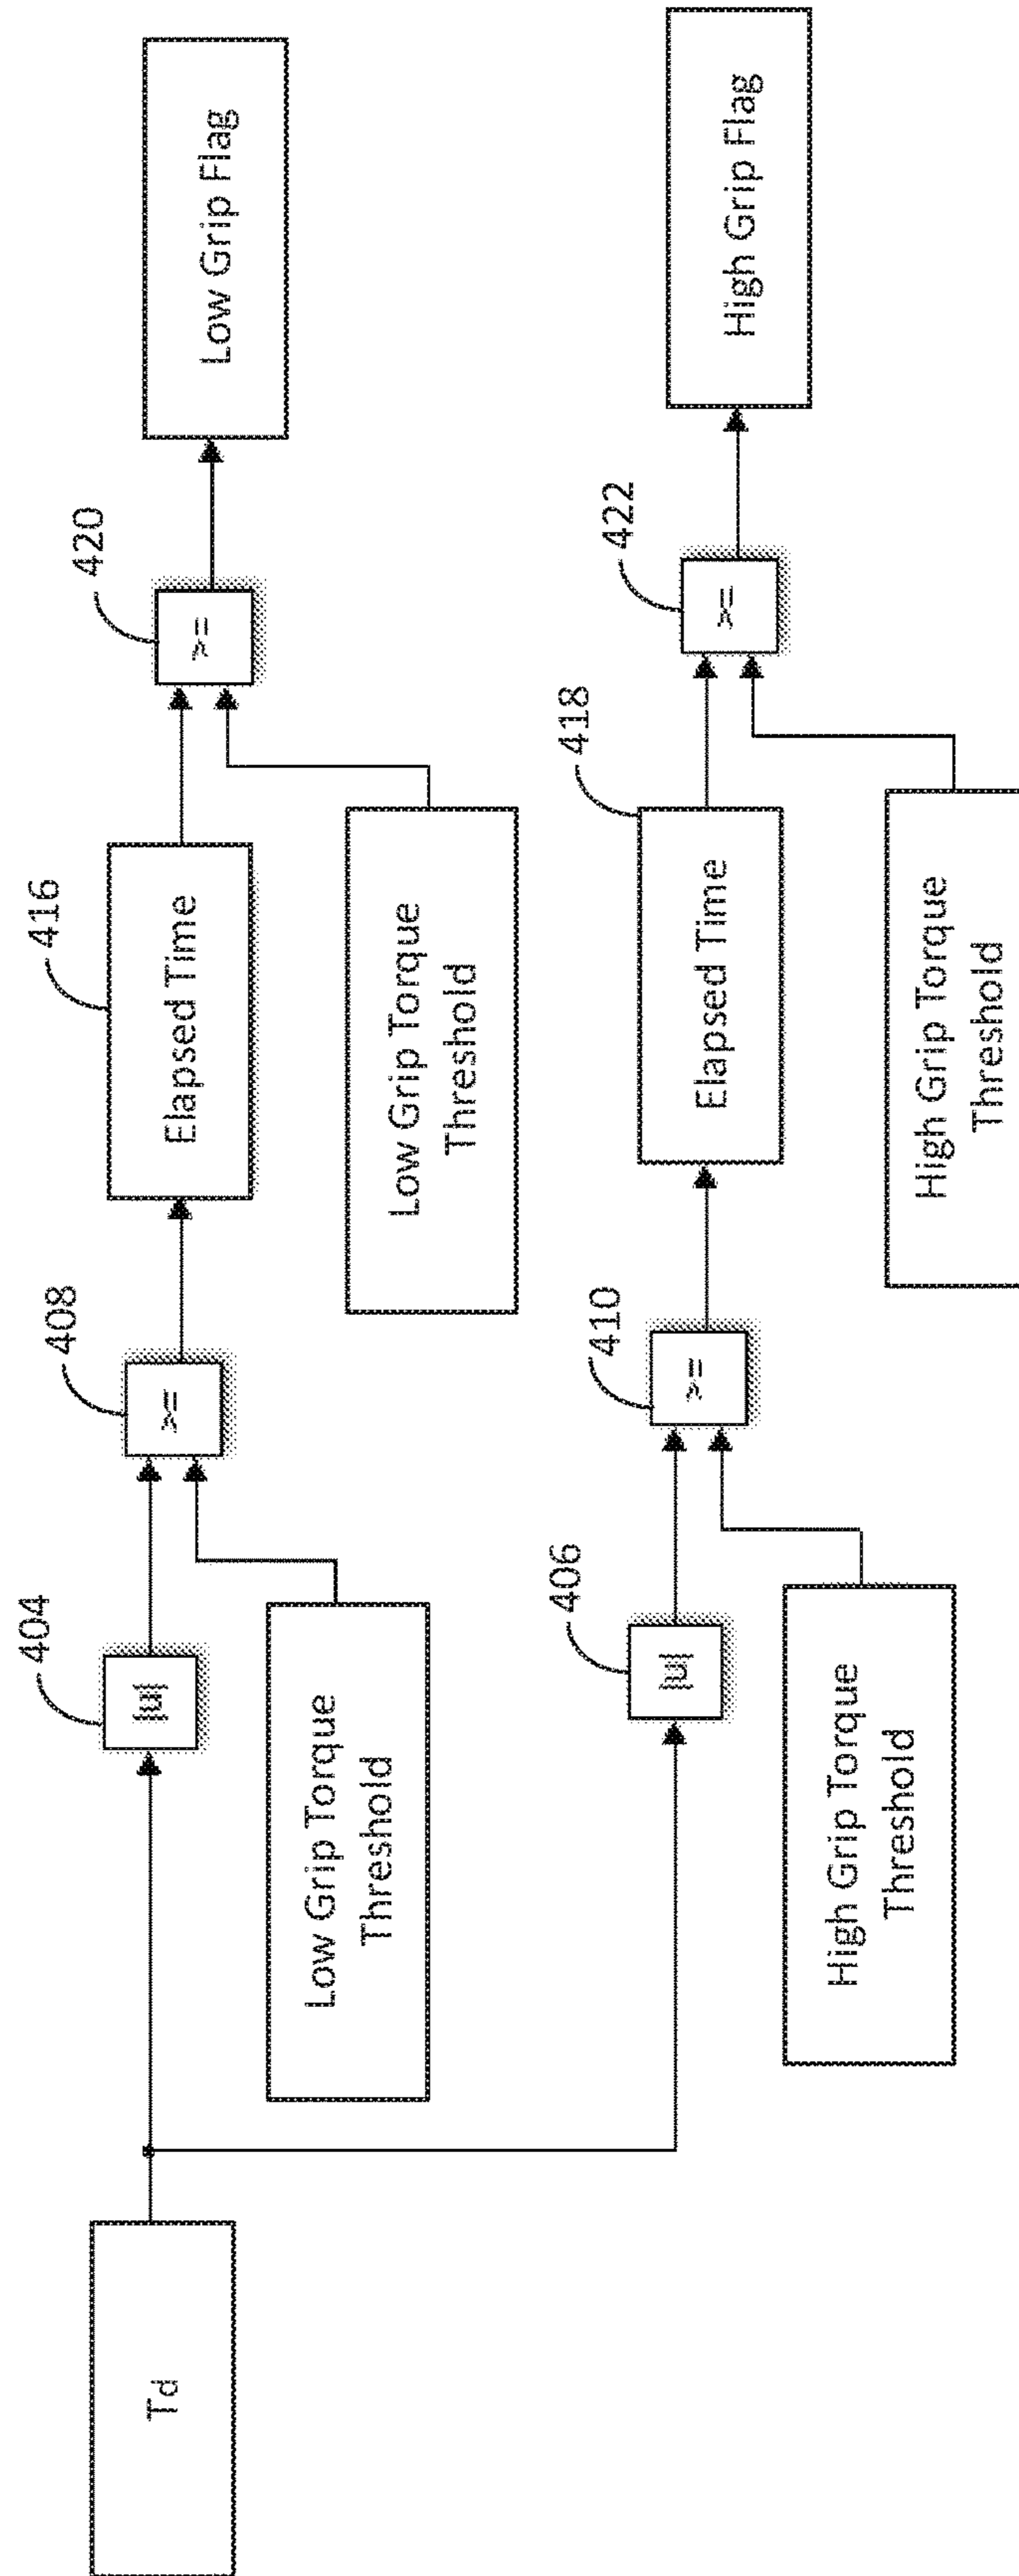 Td
404
|u|
Low Grip Torque
Threshold
408
>=
416
Elapsed Time
Low Grip Torque
Threshold
420
>=
Low Grip Flag
406
|u|
High Grip Torque
Threshold
410
>=
418
Elapsed Time
High Grip Torque
Threshold
422
>=
High Grip Flag